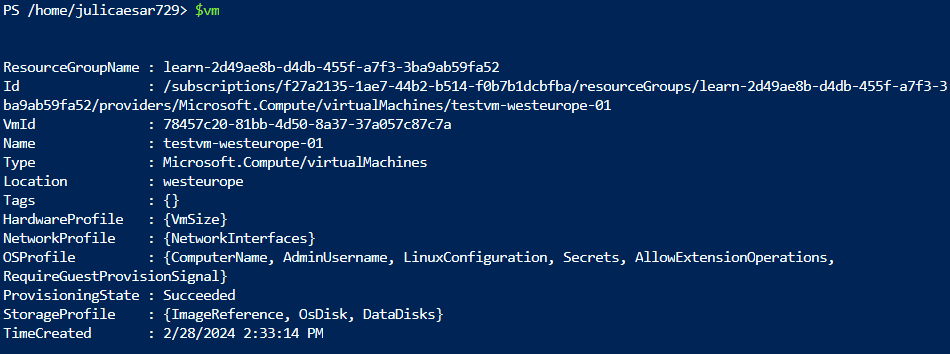 PS /home/julicaesar729> $vm
ResourceGroupName : learn-2d49ae8b-d4db-455f-a7f3-3ba9ab59fa52
Id : /subscriptions/f27a2135-1ae7-44b2-b514-f0b7b1dcbfba/resourceGroups/learn-2d49ae8b-d4db-455f-a7f3-3
ba9ab59fa52/providers/Microsoft.Compute/virtualMachines/testvm-westeurope-01
VmId : 78457c20-81bb-4d50-8a37-37a057c87c7a
Name : testvm-westeurope-01
Type : Microsoft.Compute/virtualMachines
Location : westeurope
Tags : {}
HardwareProfile : {VmSize}
NetworkProfile : {NetworkInterfaces}
OSProfile : {ComputerName, AdminUsername, LinuxConfiguration, Secrets, AllowExtensionOperations,
RequireGuestProvisionSignal}
ProvisioningState : Succeeded
StorageProfile : {ImageReference, OsDisk, DataDisks}
TimeCreated : 2/28/2024 2:33:14 PM